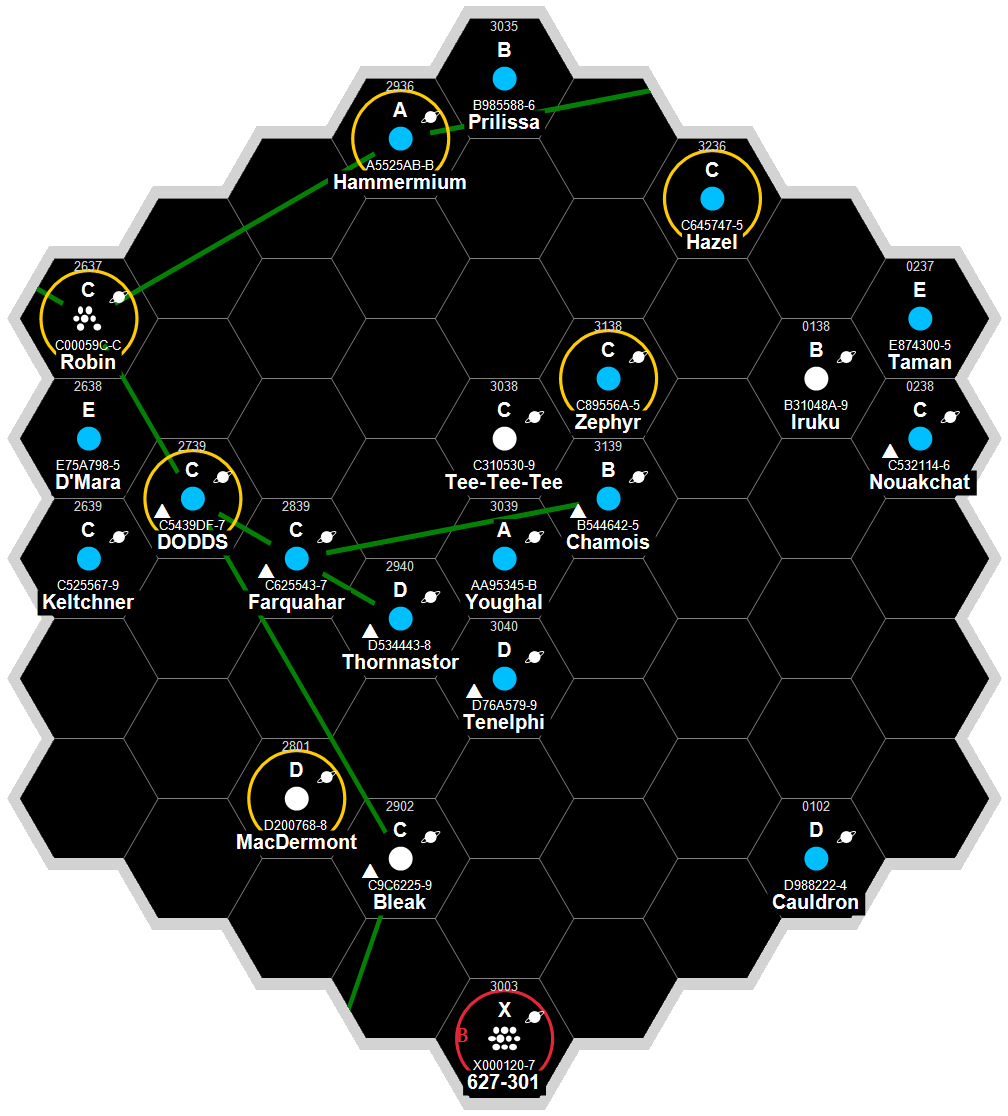 3035
B
B985588-6
Prilissa
2936
A
A5525AB-B
Hammermium
3236
C
C645747-5
Hazel
2637
C
C00059C-C
Robin
0237
E
E874300-5
Taman
3138
C
C89556A-5
Zephyr
0138
B
B31048A-9
Iruku
2638
E
E75A798-5
D'Mara
3038
C
C310530-9
Tee-Tee-Tee
0238
C
C532114-6
Nouakchat
2739
C
C5439DF-7
DODDS
3139
B
B544642-5
Chamois
2639
C
C525567-9
Keltchner
2839
C
C625543-7
Farquahar
3039
A
AA95345-B
Youghal
2940
D
D534443-8
Thornnastor
3040
D
D76A579-9
Tenelphi
2801
D
D200768-8
MacDermont
2902
C
C9C6225-9
Bleak
0102
D
D988222-4
Cauldron
3003
X
B
X000120-7
627-301